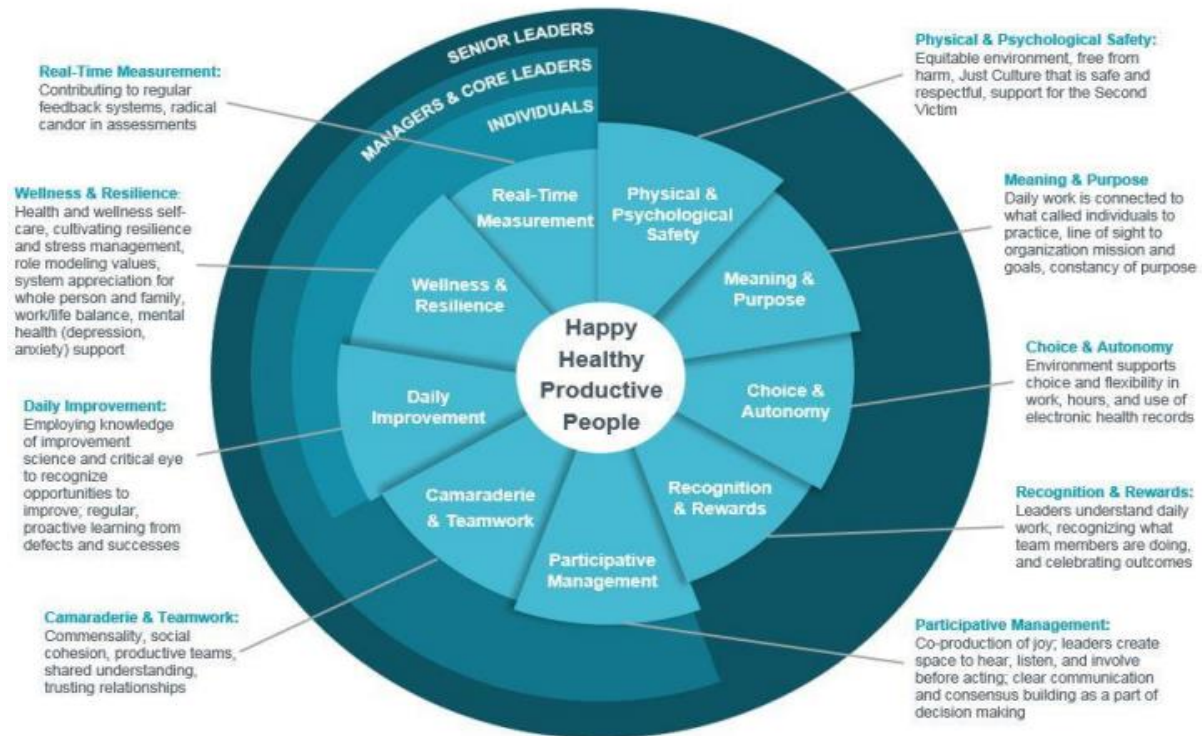 SENIOR LEADERS
MANAGERS & CORE LEADERS
INDIVIDUALS
Real-Time
Measurement
Physical &
Psychological
Safety
Meaning &
Purpose
Choice &
Autonomy
Recognition
& Rewards
Participative
Management
Camaraderie
& Teamwork
Daily
Improvement
Wellness &
Resilience
Happy
Healthy
Productive
People
Real-Time Measurement:
Contributing to regular
feedback systems, radical
candor in assessments
Wellness & Resilience:
Health and wellness self-
care, cultivating resilience
and stress management,
role modeling values,
system appreciation for
whole person and family,
work/life balance, mental
health (depression,
anxiety) support
Daily Improvement:
Employing knowledge
of improvement
science and critical eye
to recognize
opportunities to
improve; regular,
proactive learning from
defects and successes
Camaraderie & Teamwork:
Commensality, social
cohesion, productive teams,
shared understanding,
trusting relationships
Physical & Psychological Safety:
Equitable environment, free from
harm, Just Culture that is safe and
respectful, support for the Second
Victim
Meaning & Purpose
Daily work is connected to
what called individuals to
practice, line of sight to
organization mission and
goals, constancy of purpose
Choice & Autonomy
Environment supports
choice and flexibility in
work, hours, and use of
electronic health records
Recognition & Rewards:
Leaders understand daily
work, recognizing what
team members are doing,
and celebrating outcomes
Participative Management:
Co-production of joy; leaders create
space to hear, listen, and involve
before acting; clear communication
and consensus building as a part of
decision making